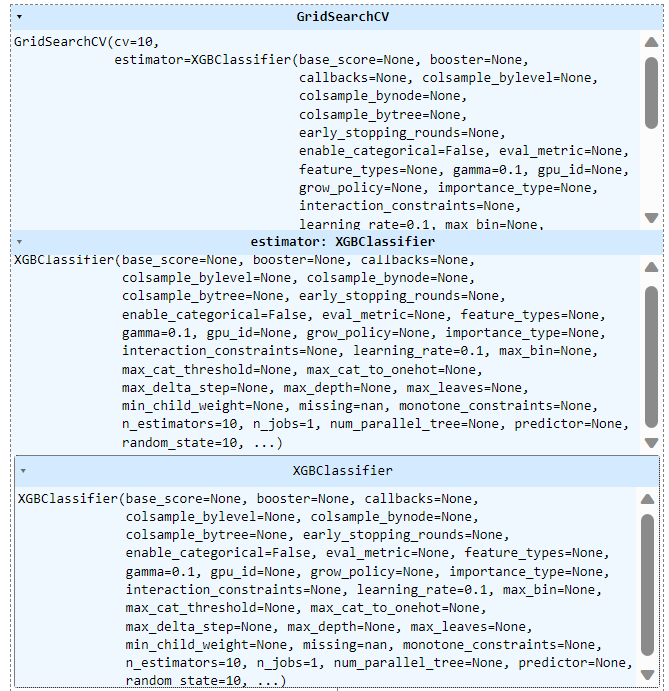 GridSearchCV
GridSearchCV(cv=10,
estimator=XGBClassifier(base_score=None, booster=None,
callbacks=None, colsample_bylevel=None,
colsample_bynode=None,
colsample_bytree=None,
early_stopping_rounds=None,
enable_categorical=False, eval_metric=None,
feature_types=None, gamma=0.1, gpu_id=None,
grow_policy=None, importance_type=None,
interaction_constraints=None,
learning_rate=0.1, max_bin=None,
estimator: XGBClassifier
XGBClassifier(base_score=None, booster=None, callbacks=None,
colsample_bylevel=None, colsample_bynode=None,
colsample_bytree=None, early_stopping_rounds=None,
enable_categorical=False, eval_metric=None, feature_types=None,
gamma=0.1, gpu_id=None, grow_policy=None, importance_type=None,
interaction_constraints=None, learning_rate=0.1, max_bin=None,
max_cat_threshold=None, max_cat_to_onehot=None,
max_delta_step=None, max_depth=None, max_leaves=None,
min_child_weight=None, missing=nan, monotone_constraints=None,
n_estimators=10, n_jobs=1, num_parallel_tree=None, predictor=None,
random_state=10, ...)
XGBClassifier
XGBClassifier(base_score=None, booster=None, callbacks=None,
colsample_bylevel=None, colsample_bynode=None,
colsample_bytree=None, early_stopping_rounds=None,
enable_categorical=False, eval_metric=None, feature_types=None,
gamma=0.1, gpu_id=None, grow_policy=None, importance_type=None,
interaction_constraints=None, learning_rate=0.1, max_bin=None,
max_cat_threshold=None, max_cat_to_onehot=None,
max_delta_step=None, max_depth=None, max_leaves=None,
min_child_weight=None, missing=nan, monotone_constraints=None,
n_estimators=10, n_jobs=1, num_parallel_tree=None, predictor=None,
random_state=10, ...)